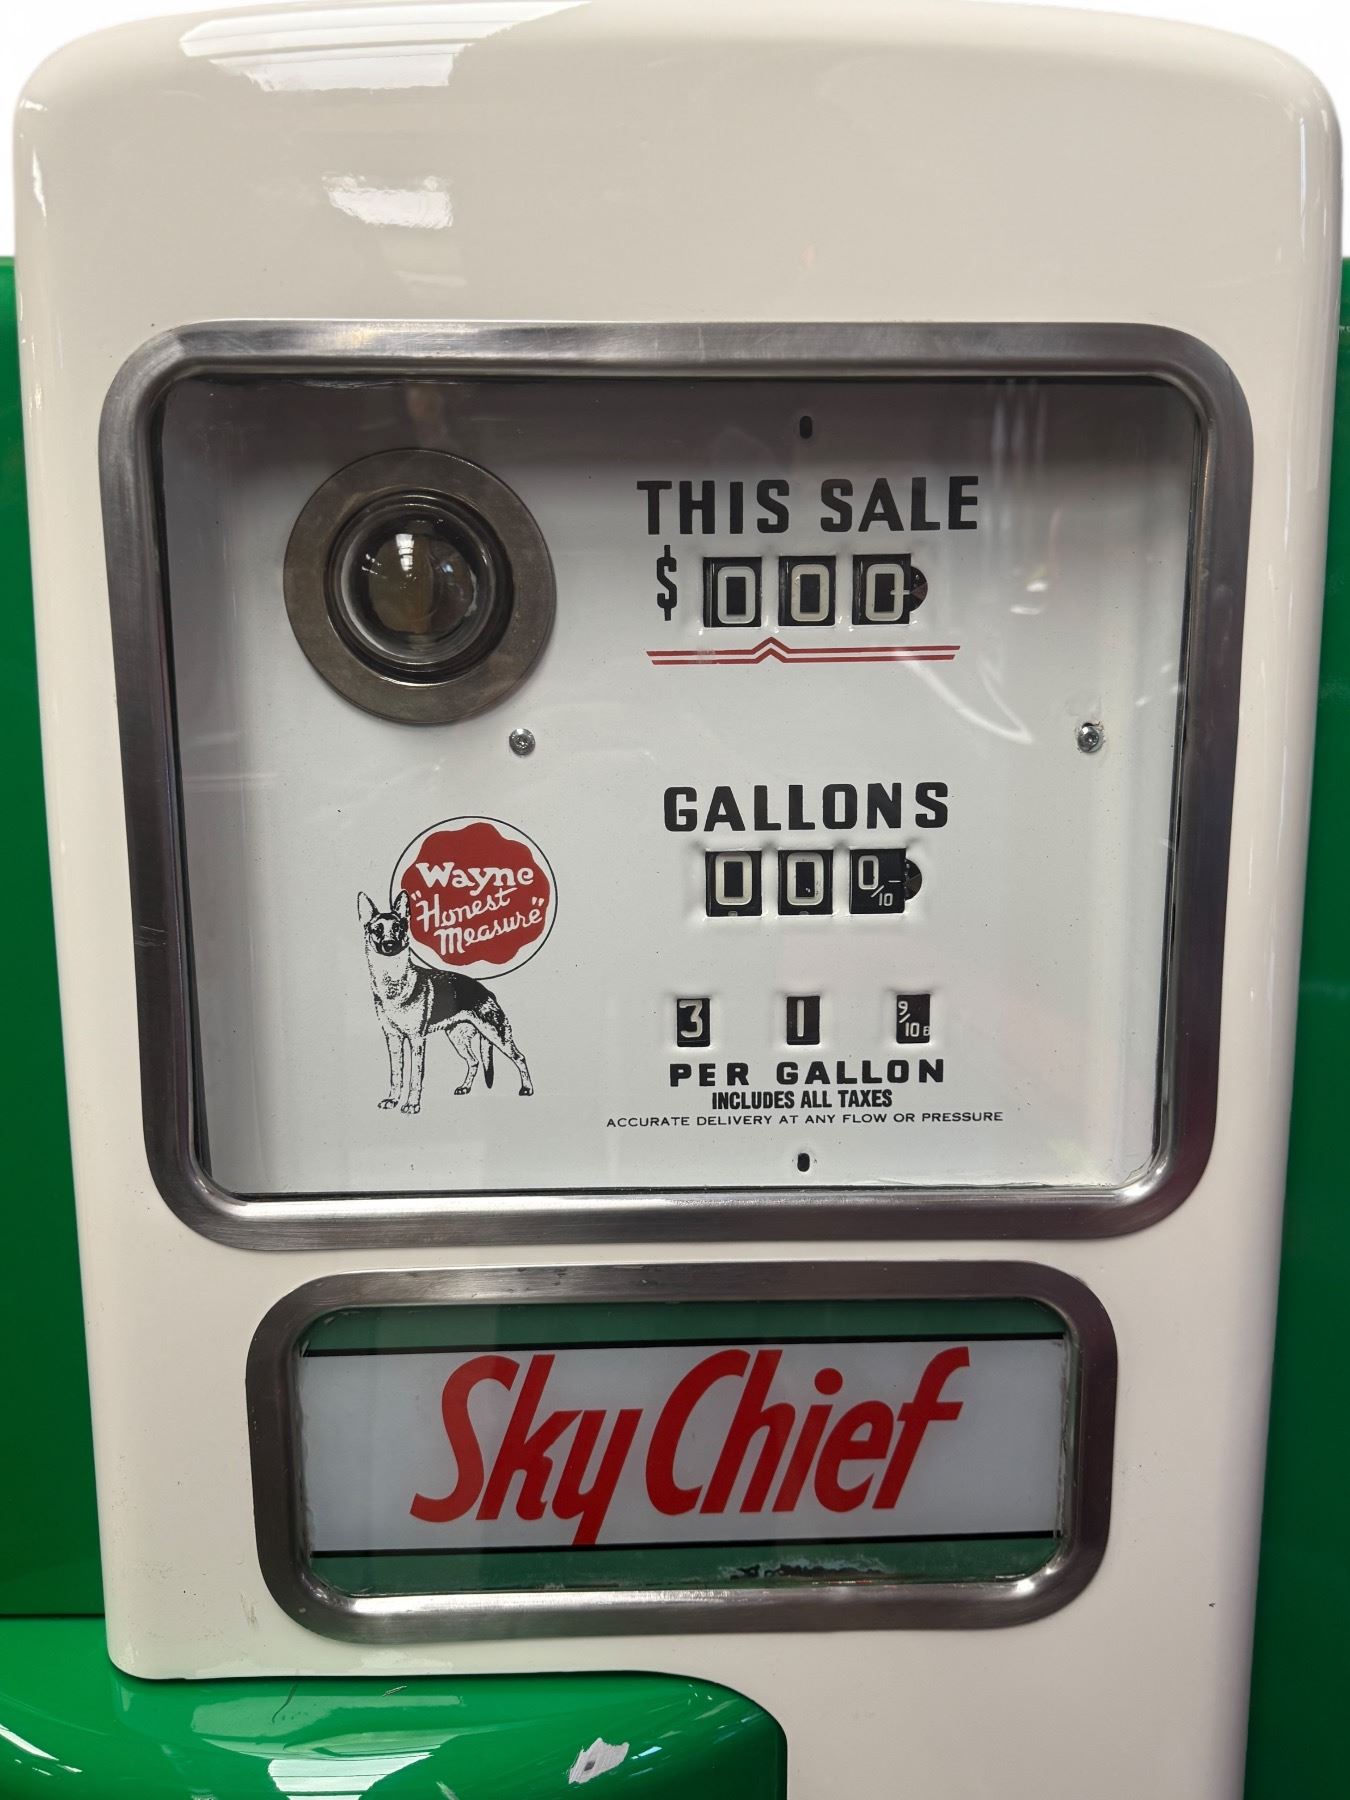 THIS SALE
$ 0 0 0
GALLONS
0 0 0/10
Wayne
"Honest
Measure"
3 1 9/10
PER GALLON
INCLUDES ALL TAXES
ACCURATE DELIVERY AT ANY FLOW OR PRESSURE
Sky Chief